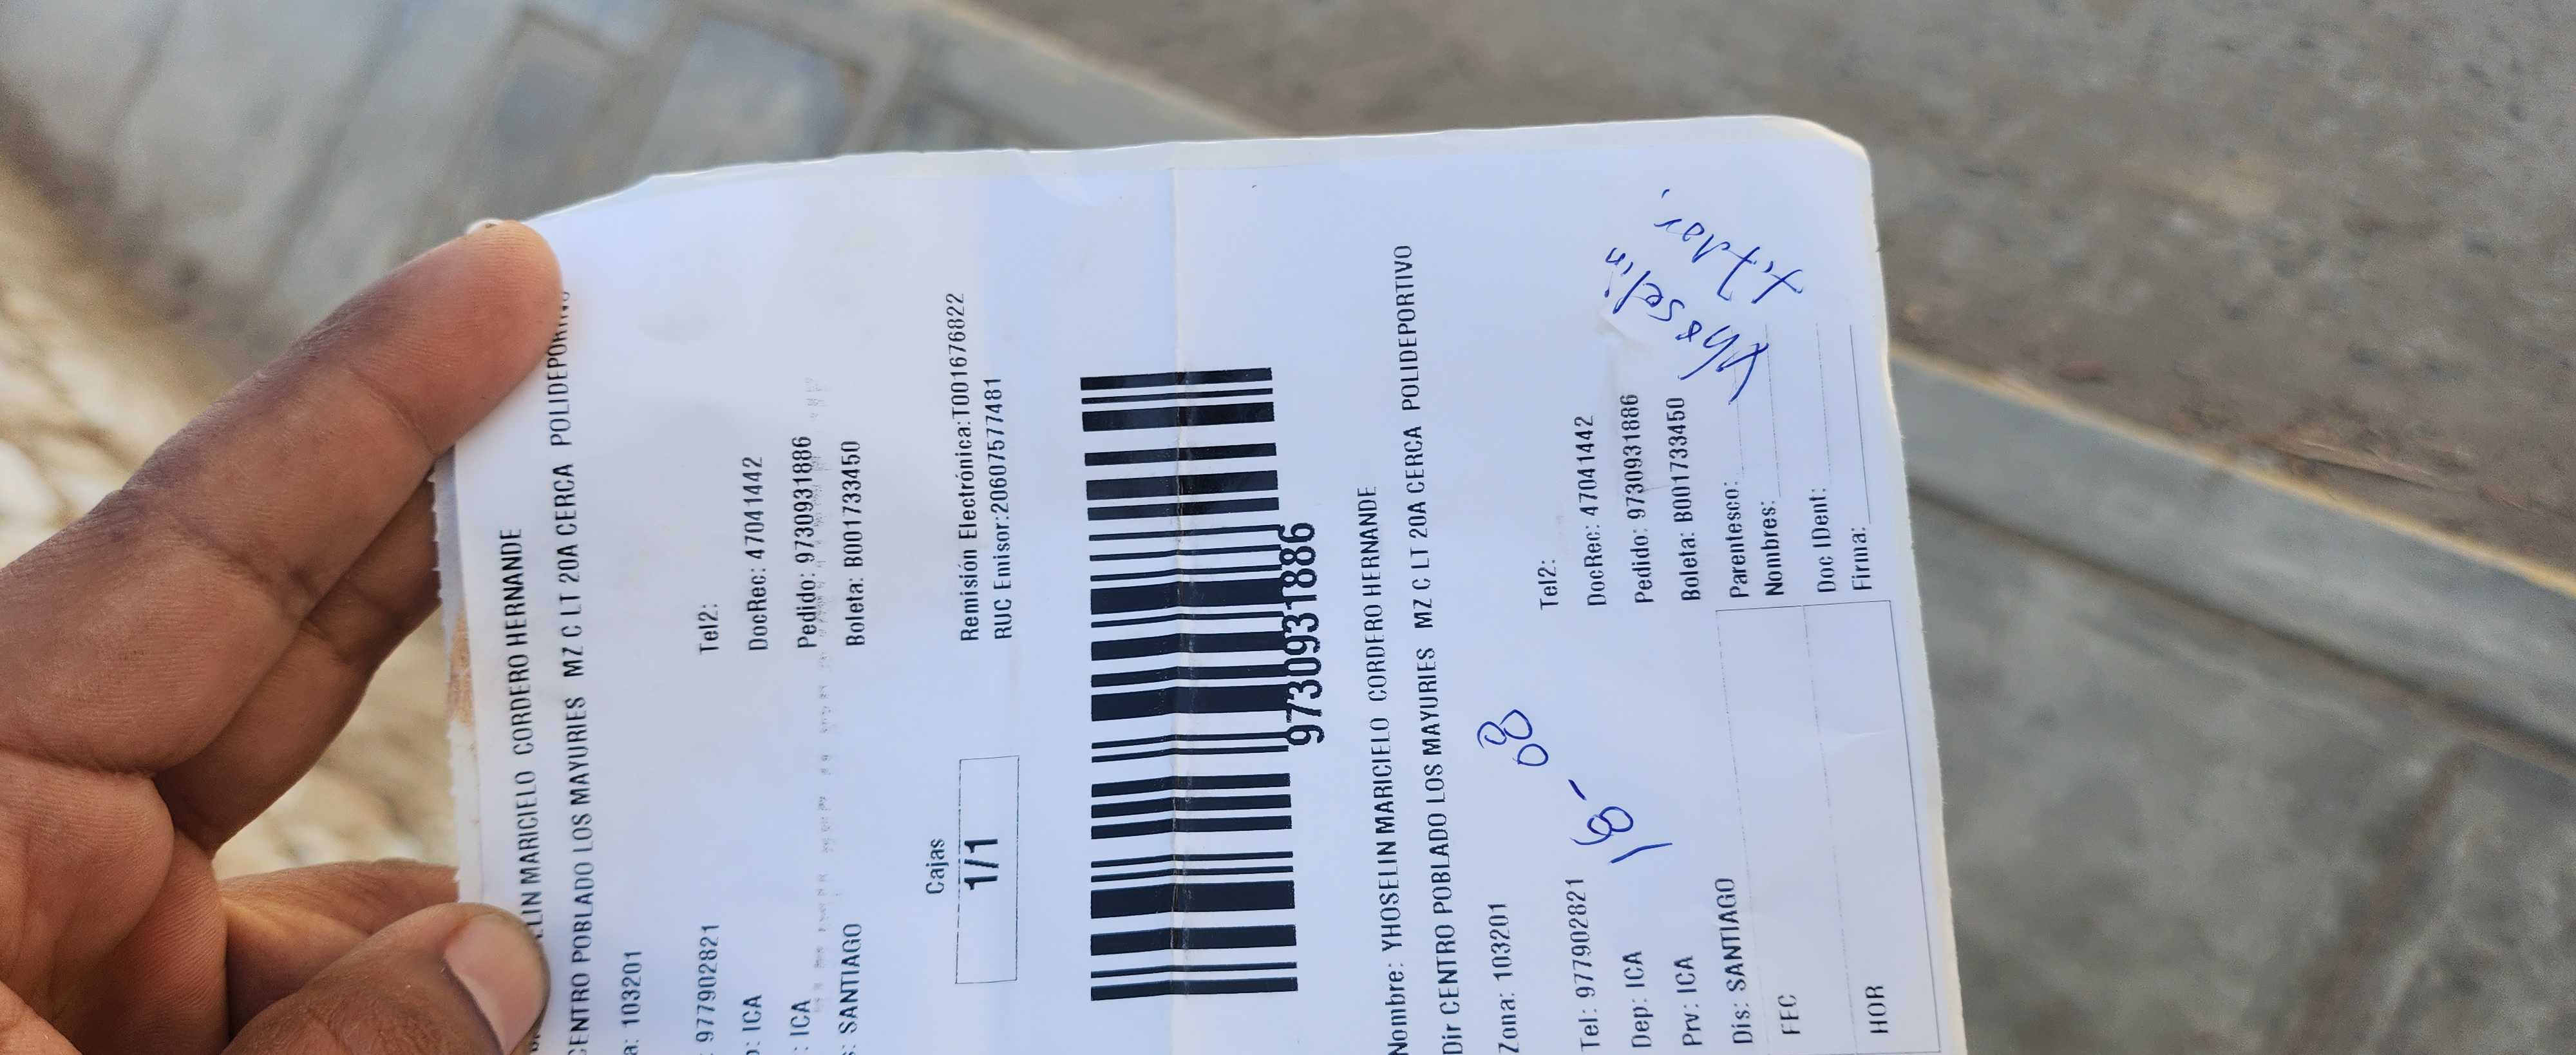 LIN MARICIELO CORDERO HERNANDE
CENTRO POBLADO LOS MAYURIES MZ C LT 20A CERCA POLIDEPORTIVO
a: 103201
: 977902821 Tel2:
: ICA DocRec: 47041442
: ICA Pedido: 9730931886
: SANTIAGO Boleta: B001733450
Cajas
1/1
Remisión Electrónica:T001676822
RUC Emisor:20607577481
9730931886
Nombre: YHOSELIN MARICIELO CORDERO HERNANDE
Dir CENTRO POBLADO LOS MAYURIES MZ C LT 20A CERCA POLIDEPORTIVO
Zona: 103201
Tel: 977902821 Tel2:
Dep: ICA DocRec: 47041442
Prv: ICA Pedido: 9730931886
Dis: SANTIAGO Boleta: B001733450
FEC
HOR
Parentesco:
Nombres:
Doc IDent:
Firma:
Yhoselin
titular.